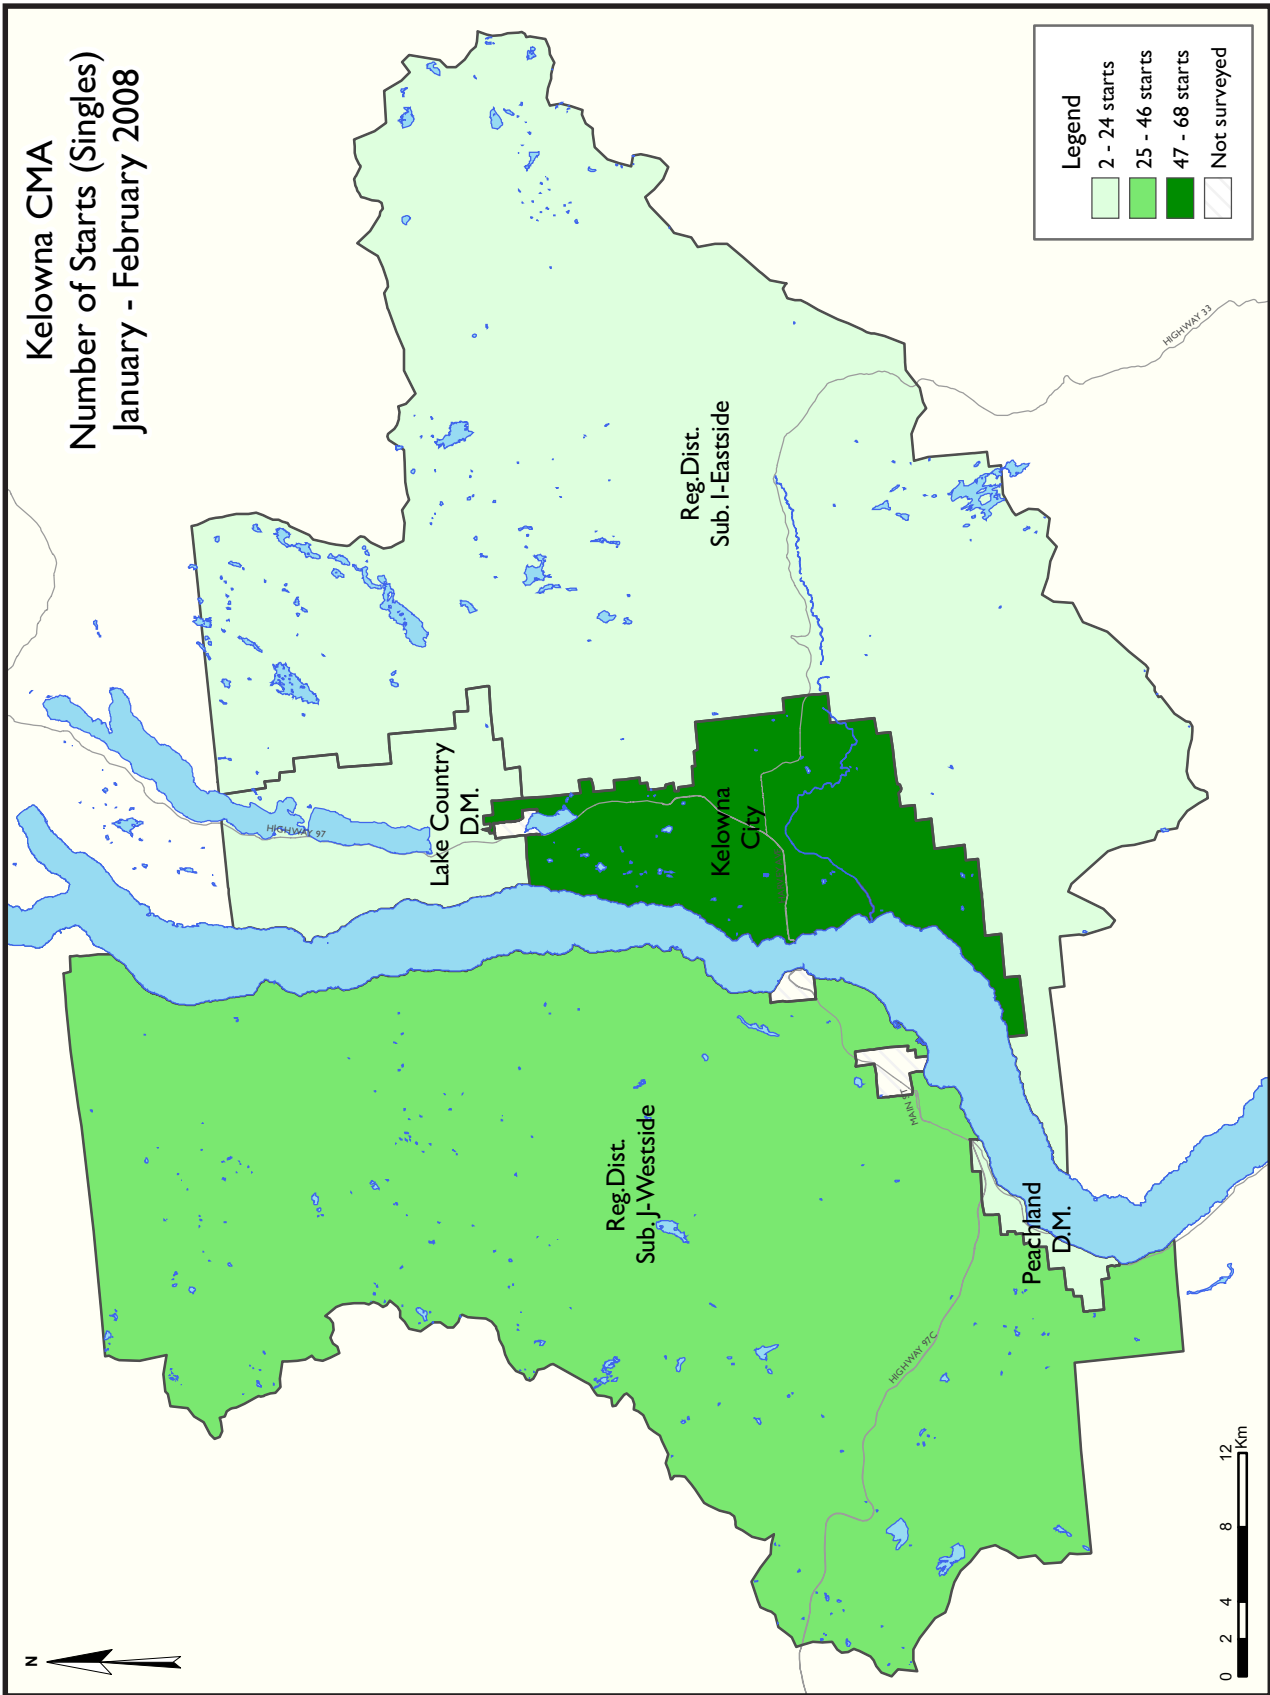 Kelowna CMA
Number of Starts (Singles)
January - February 2008
N
HIGHWAY 97
Lake Country
D.M.
Reg.Dist.
Sub. I-Eastside
Kelowna
City
HIGHWAY 33
Reg.Dist.
Sub. J-Westside
MAIN ST
Peachland
D.M.
HIGHWAY 97C
Legend
2 - 24 starts
25 - 46 starts
47 - 68 starts
Not surveyed
0 2 4 8 12
Km